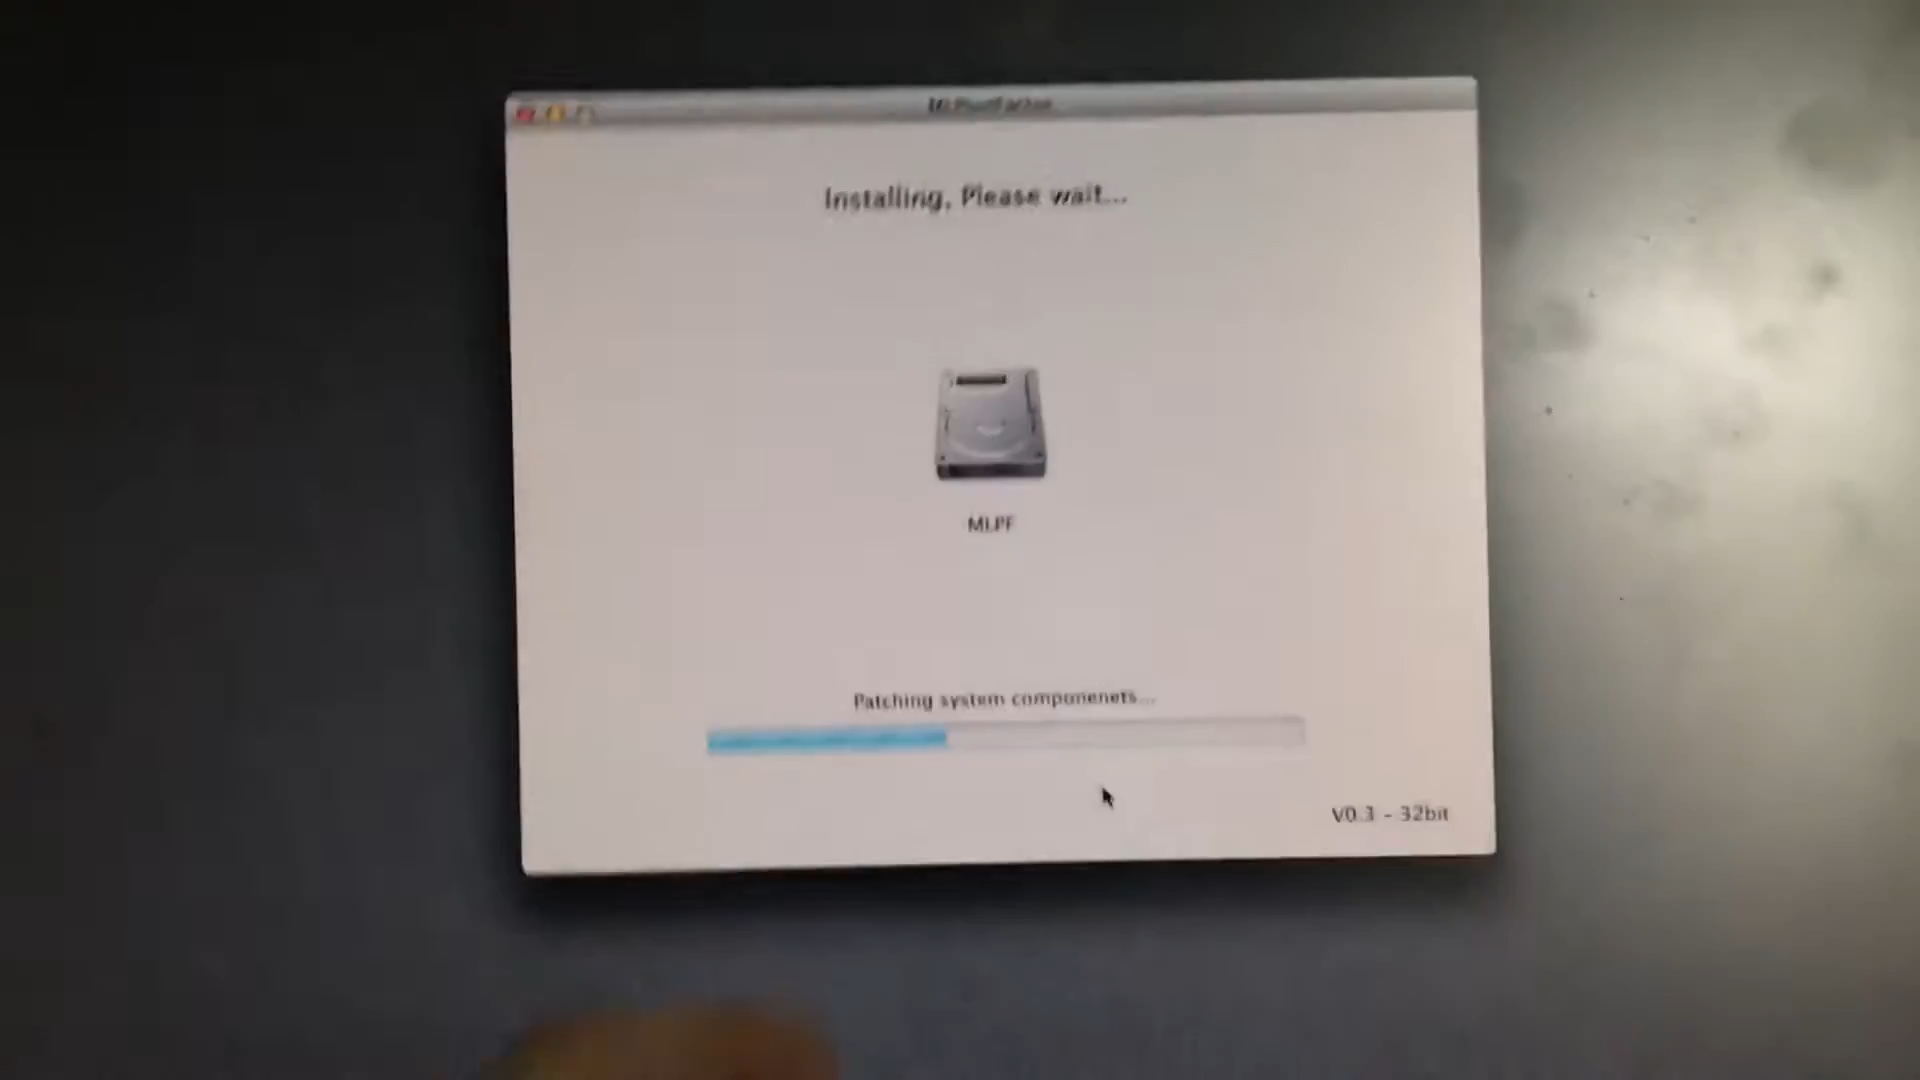 Installing, Please wait...
MLPF
Patching system componenets...
V0.3 - 32bit